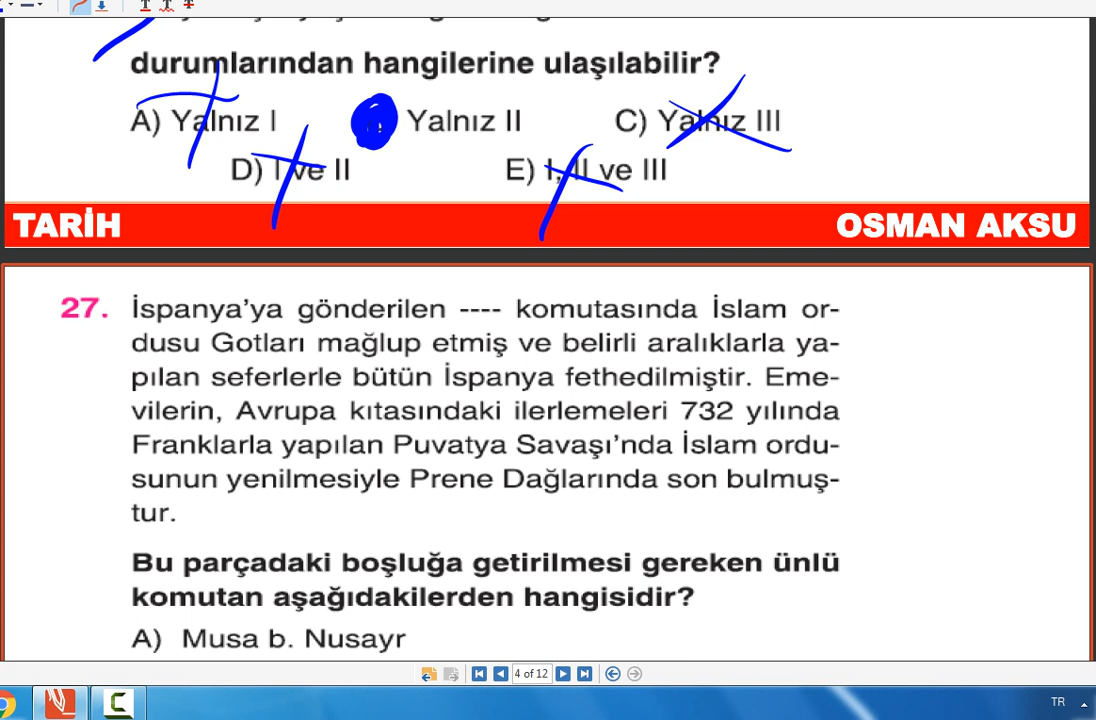 durumlarından hangilerine ulaşılabilir?
A) Yalnız I Yalnız II C) Yalnız III
D) I ve II E) I, II ve III
TARİH OSMAN AKSU
27. İspanya’ya gönderilen ---- komutasında İslam or-
dusu Gotları mağlup etmiş ve belirli aralıklarla ya-
pılan seferlerle bütün İspanya fethedilmiştir. Eme-
vilerin, Avrupa kıtasındaki ilerlemeleri 732 yılında
Franklarla yapılan Puvatya Savaşı’nda İslam ordu-
sunun yenilmesiyle Prene Dağlarında son bulmuş-
tur.
Bu parçadaki boşluğa getirilmesi gereken ünlü
komutan aşağıdakilerden hangisidir?
A) Musa b. Nusayr
4 of 12
TR